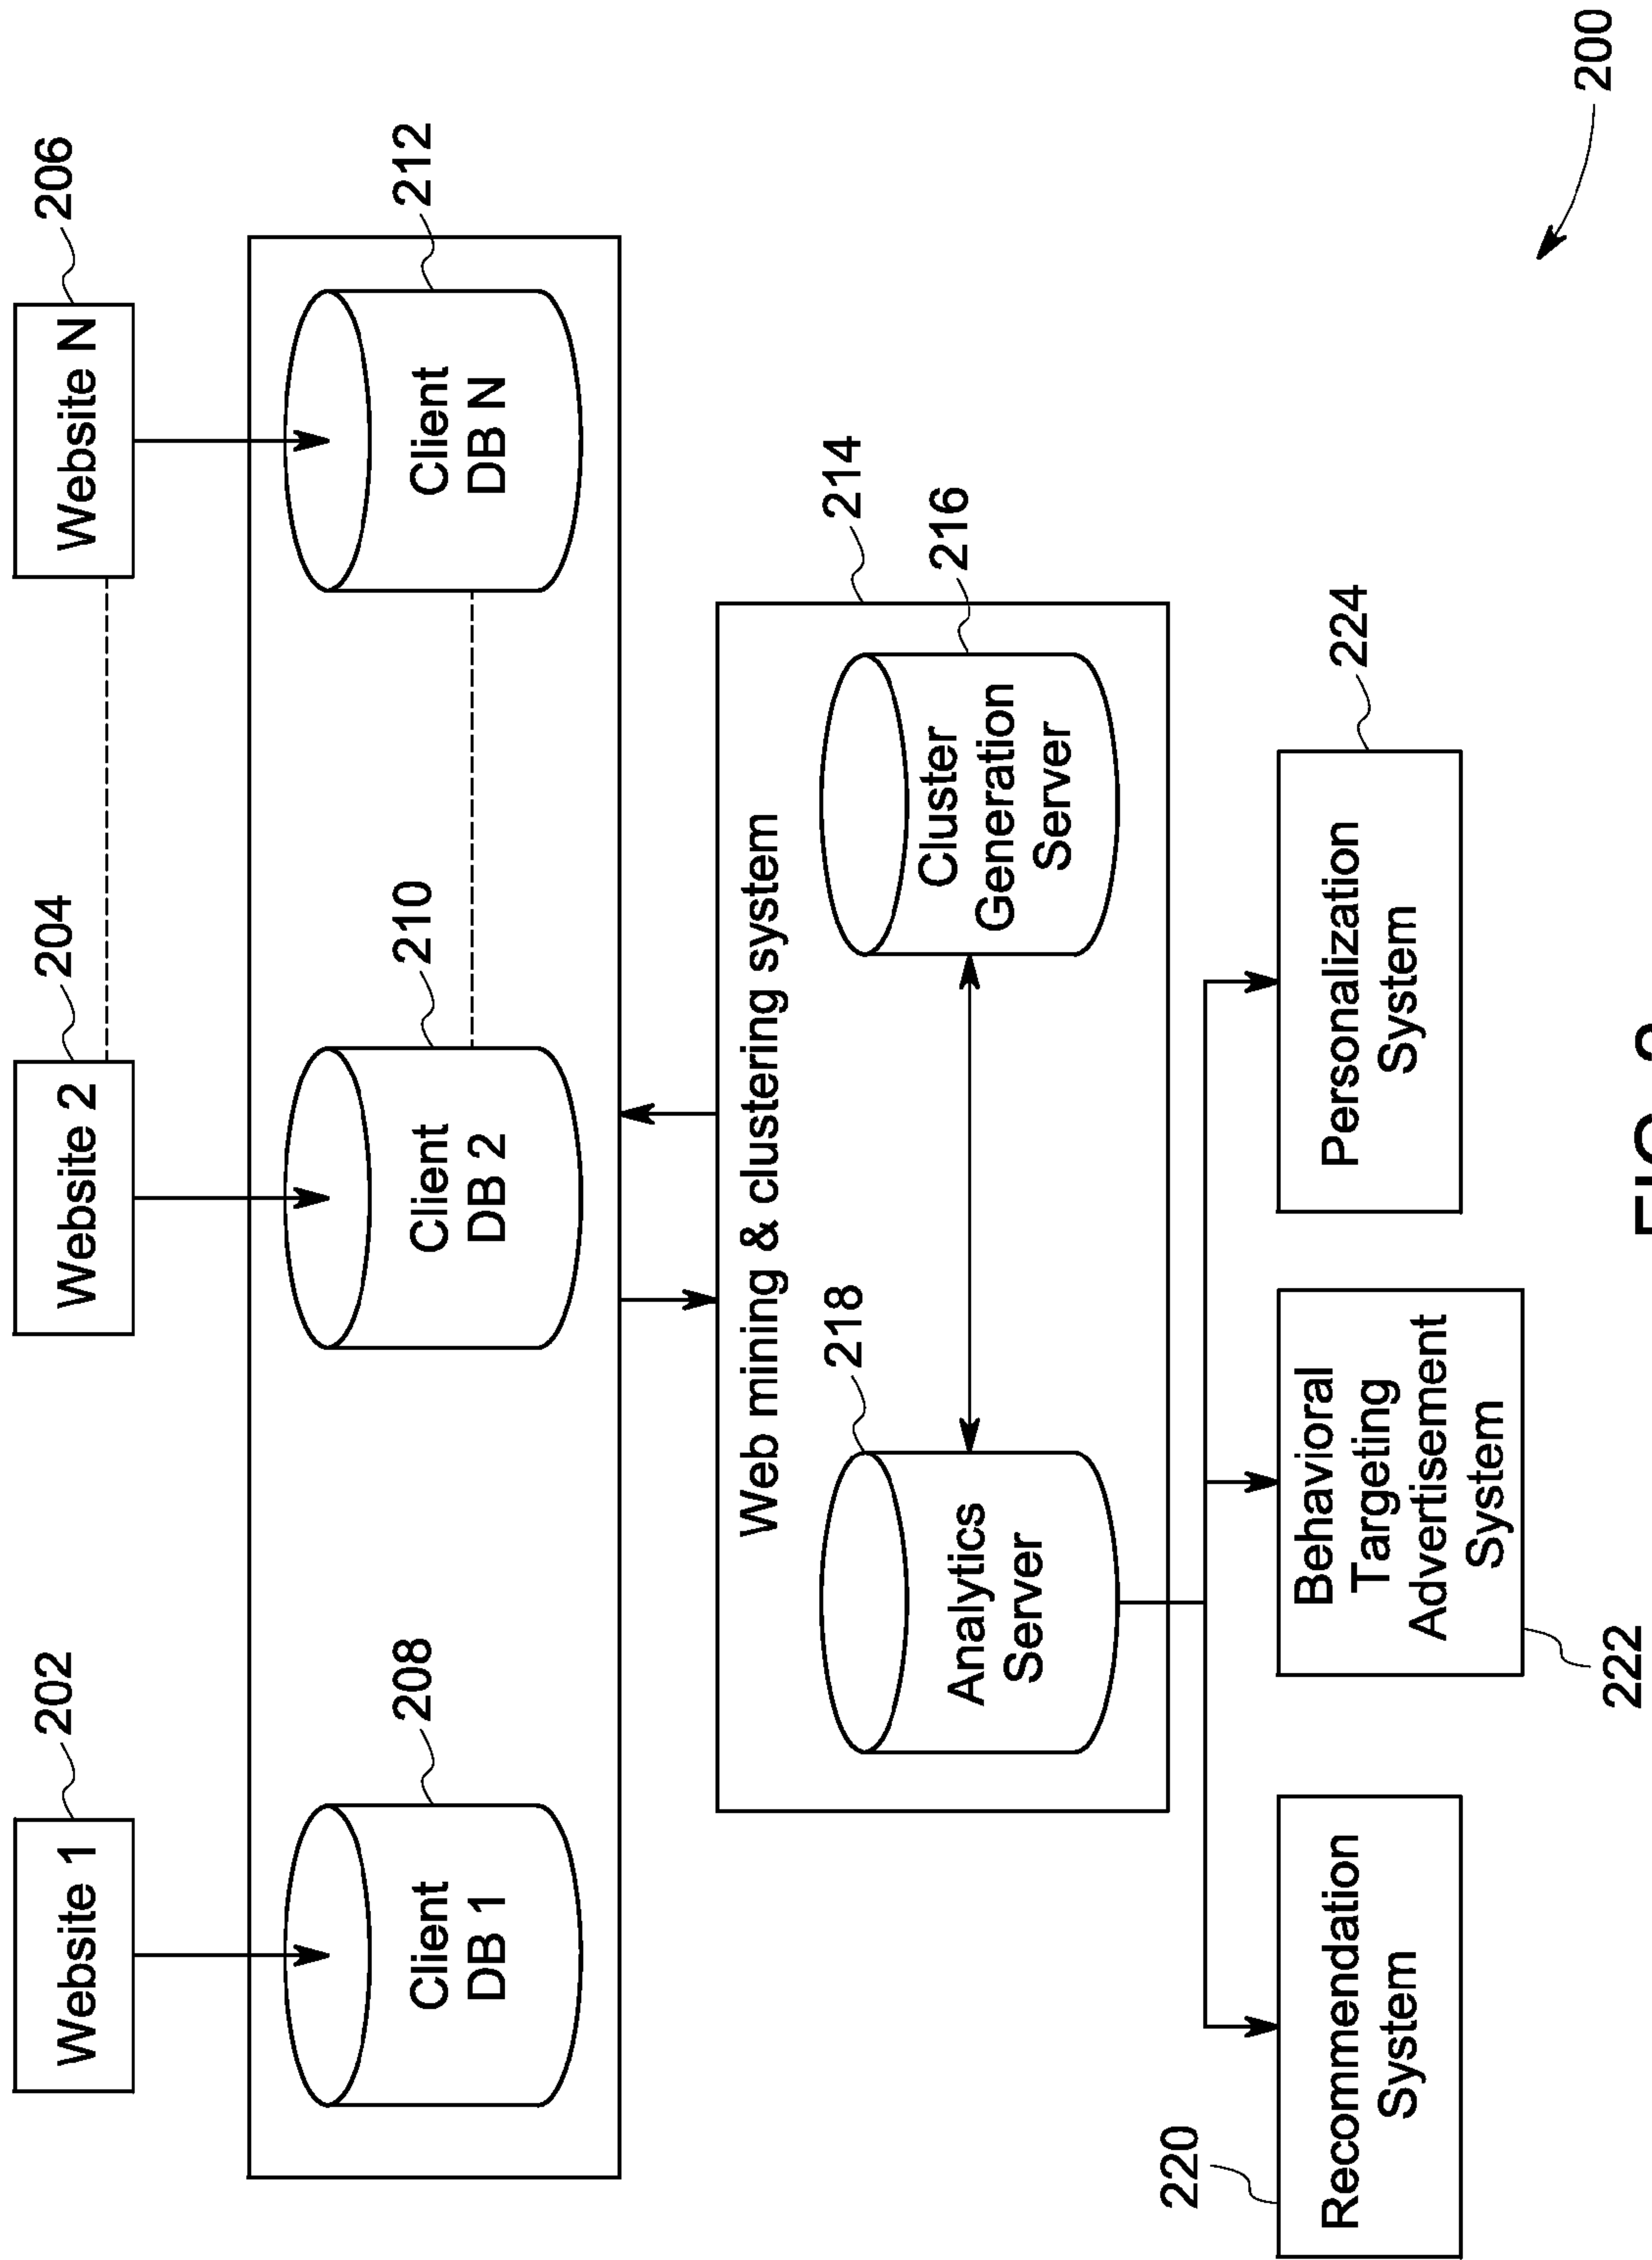 202
204
206
Website 1
Website 2
Website N
208
210
212
Client
DB 1
Client
DB 2
Client
DB N
214
Web mining & clustering system
218
216
Analytics
Server
Cluster
Generation
Server
220
224
Recommendation
System
Behavioral
Targeting
Advertisement
System
Personalization
System
222
200